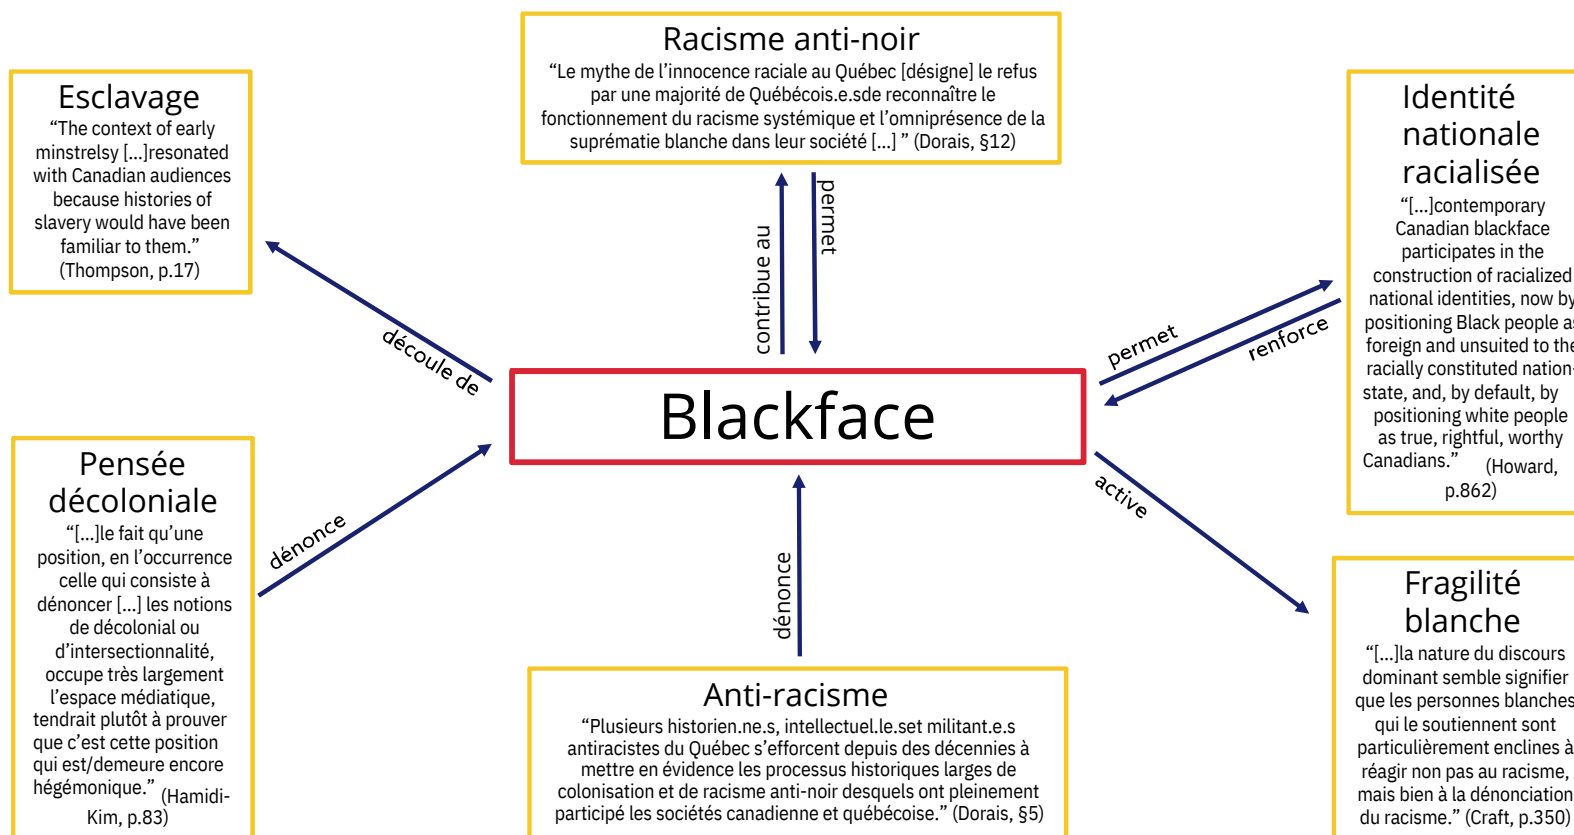 Racisme anti-noir
“Le mythe de l’innocence raciale au Québec [désigne] le refus
par une majorité de Québécois.e.sde reconnaître le
fonctionnement du racisme systémique et l’omniprésence de la
suprématie blanche dans leur société [...] ” (Dorais, §12)
Esclavage
“The context of early
minstrelsy [...]resonated
with Canadian audiences
because histories of
slavery would have been
familiar to them.”
(Thompson, p.17)
Identité
nationale
racialisée
“[...]contemporary
Canadian blackface
participates in the
construction of racialized
national identities, now by
positioning Black people as
foreign and unsuited to the
racially constituted nation-
state, and, by default, by
positioning white people
as true, rightful, worthy
Canadians.” (Howard,
p.862)
contribue au
permet
découle de
permet
renforce
Blackface
Pensée
décoloniale
“[...]le fait qu’une
position, en l’occurrence
celle qui consiste à
dénoncer [...] les notions
de décolonial ou
d’intersectionnalité,
occupe très largement
l’espace médiatique,
tendrait plutôt à prouver
que c’est cette position
qui est/demeure encore
hégémonique.” (Hamidi-
Kim, p.83)
dénonce
dénonce
active
Anti-racisme
“Plusieurs historien.ne.s, intellectuel.le.set militant.e.s
antiracistes du Québec s’efforcent depuis des décennies à
mettre en évidence les processus historiques larges de
colonisation et de racisme anti-noir desquels ont pleinement
participé les sociétés canadienne et québécoise.” (Dorais, §5)
Fragilité
blanche
“[...]la nature du discours
dominant semble signifier
que les personnes blanches
qui le soutiennent sont
particulièrement enclines à
réagir non pas au racisme,
mais bien à la dénonciation
du racisme.” (Craft, p.350)